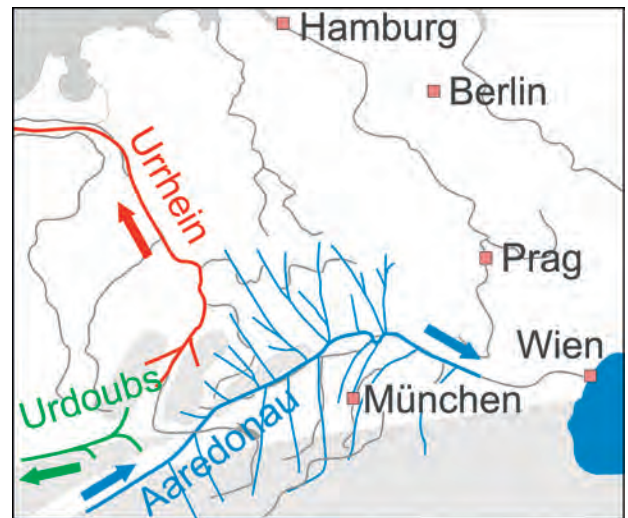 Hamburg
Berlin
Urrhein
Prag
Wien
Urdoubs
München
Aaredonau